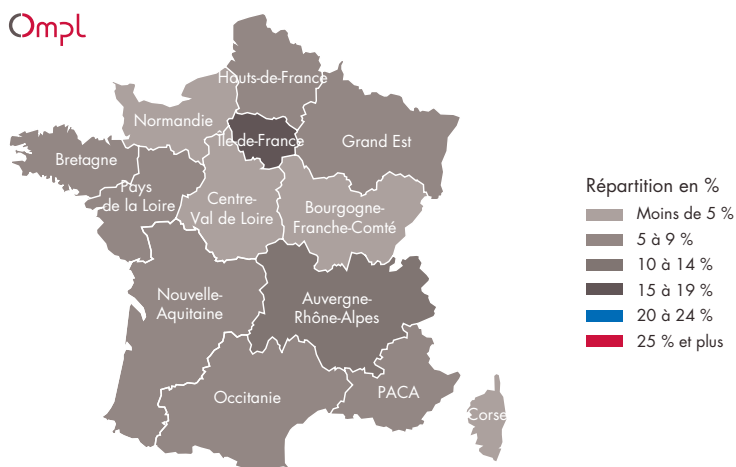 Ompl
Hauts-de-France
Normandie
Île-de-France
Grand Est
Bretagne
Pays
de la Loire
Centre-
Val de Loire
Bourgogne-
Franche-Comté
Nouvelle-
Aquitaine
Auvergne-
Rhône-Alpes
Occitanie
PACA
Corse
Répartition en %
Moins de 5 %
5 à 9 %
10 à 14 %
15 à 19 %
20 à 24 %
25 % et plus